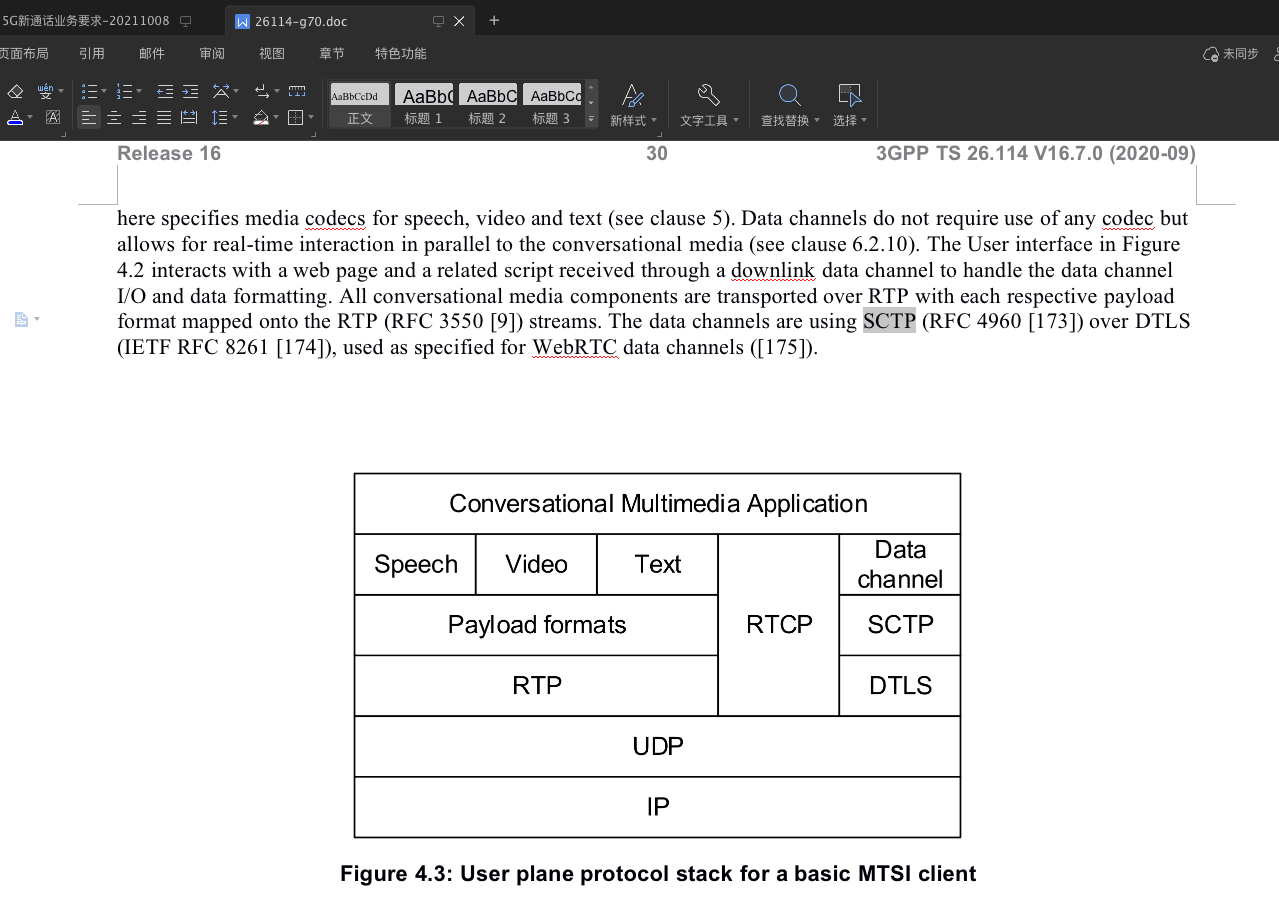 5G新通话业务要求-20211008
26114-g70.doc
页面布局 引用 邮件 审阅 视图 章节 特色功能 未同步
wén
AaBbCcDd AaBbC AaBbC AaBbCc
正文 标题 1 标题 2 标题 3 新样式 文字工具 查找替换 选择
Release 16 30 3GPP TS 26.114 V16.7.0 (2020-09)
here specifies media codecs for speech, video and text (see clause 5). Data channels do not require use of any codec but
allows for real-time interaction in parallel to the conversational media (see clause 6.2.10). The User interface in Figure
4.2 interacts with a web page and a related script received through a downlink data channel to handle the data channel
I/O and data formatting. All conversational media components are transported over RTP with each respective payload
format mapped onto the RTP (RFC 3550 [9]) streams. The data channels are using SCTP (RFC 4960 [173]) over DTLS
(IETF RFC 8261 [174]), used as specified for WebRTC data channels ([175]).
Conversational Multimedia Application
Speech Video Text Data
channel
Payload formats RTCP SCTP
RTP DTLS
UDP
IP
Figure 4.3: User plane protocol stack for a basic MTSI client